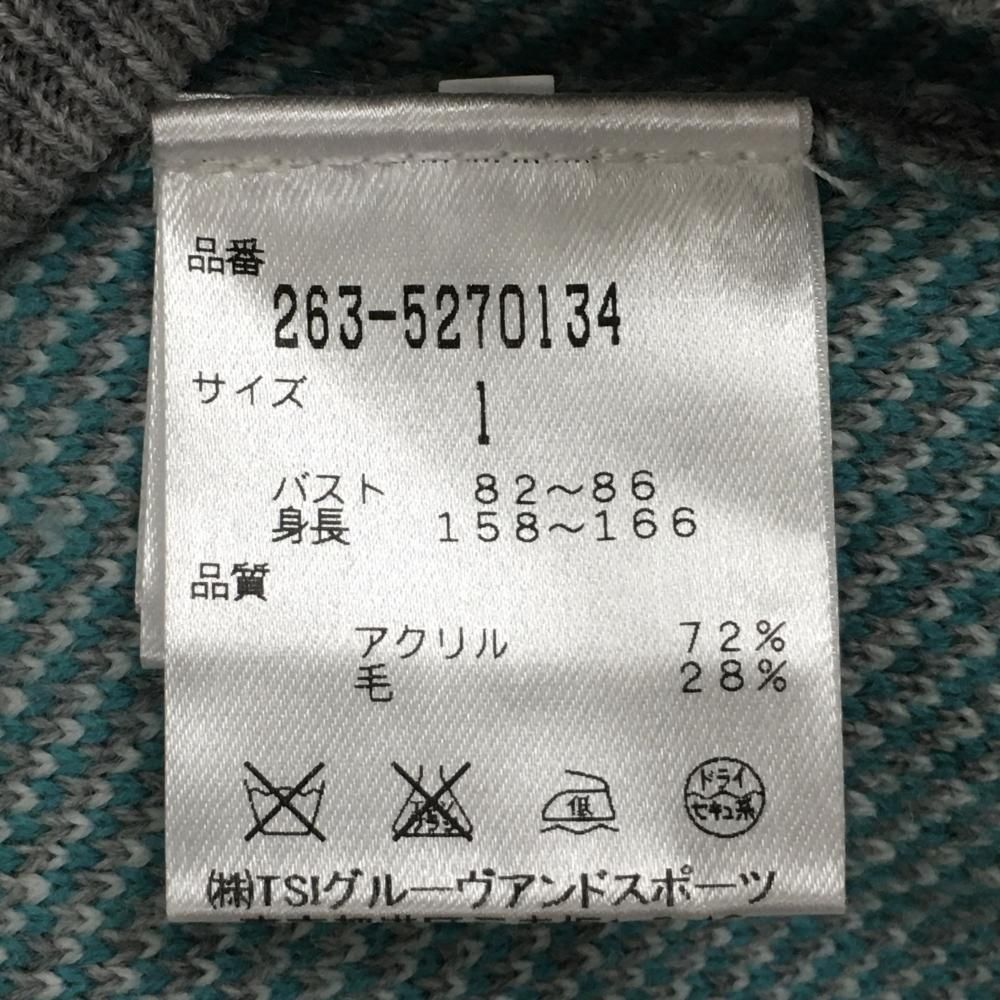 品番
263-5270134
サイズ
1
バスト 82～86
身長 158～166
品質
アクリル 72%
毛 28%
低
ドライ
セキユ系
㈱TSIグルーヴアンドスポーツ